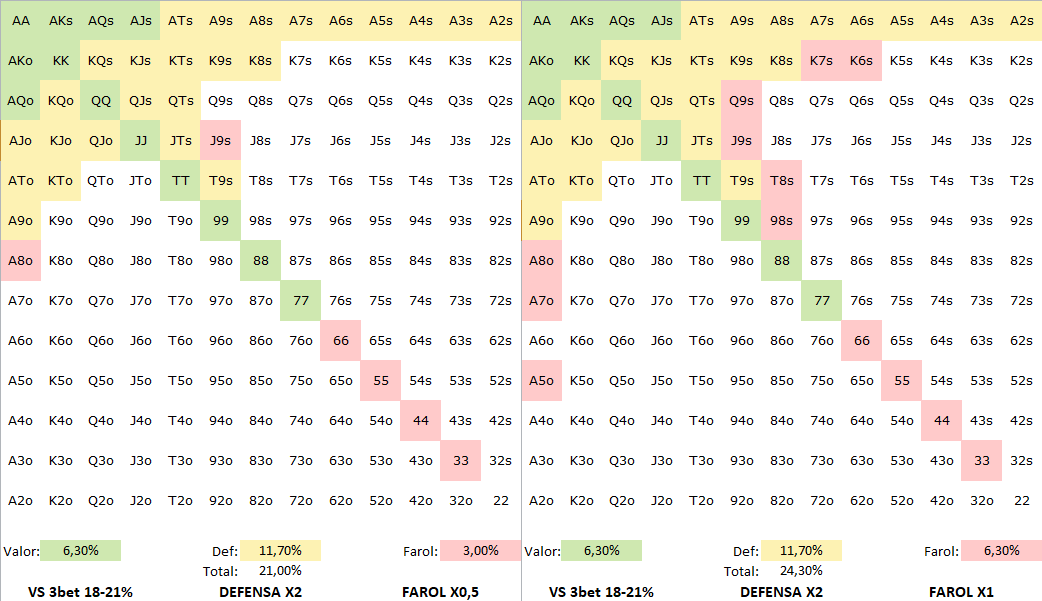 AA AKs AQs AJs ATs A9s A8s A7s A6s A5s A4s A3s A2s AA AKs AQs AJs ATs A9s A8s A7s A6s A5s A4s A3s A2s
AKo KK KQs KJs KTs K9s K8s K7s K6s K5s K4s K3s K2s AKo KK KQs KJs KTs K9s K8s K7s K6s K5s K4s K3s K2s
AQo KQo QQ QJs QTs Q9s Q8s Q7s Q6s Q5s Q4s Q3s Q2s AQo KQo QQ QJs QTs Q9s Q8s Q7s Q6s Q5s Q4s Q3s Q2s
AJo KJo QJo JJ JTs J9s J8s J7s J6s J5s J4s J3s J2s AJo KJo QJo JJ JTs J9s J8s J7s J6s J5s J4s J3s J2s
ATo KTo QTo JTo TT T9s T8s T7s T6s T5s T4s T3s T2s ATo KTo QTo JTo TT T9s T8s T7s T6s T5s T4s T3s T2s
A9o K9o Q9o J9o T9o 99 98s 97s 96s 95s 94s 93s 92s A9o K9o Q9o J9o T9o 99 98s 97s 96s 95s 94s 93s 92s
A8o K8o Q8o J8o T8o 98o 88 87s 86s 85s 84s 83s 82s A8o K8o Q8o J8o T8o 98o 88 87s 86s 85s 84s 83s 82s
A7o K7o Q7o J7o T7o 97o 87o 77 76s 75s 74s 73s 72s A7o K7o Q7o J7o T7o 97o 87o 77 76s 75s 74s 73s 72s
A6o K6o Q6o J6o T6o 96o 86o 76o 66 65s 64s 63s 62s A6o K6o Q6o J6o T6o 96o 86o 76o 66 65s 64s 63s 62s
A5o K5o Q5o J5o T5o 95o 85o 75o 65o 55 54s 53s 52s A5o K5o Q5o J5o T5o 95o 85o 75o 65o 55 54s 53s 52s
A4o K4o Q4o J4o T4o 94o 84o 74o 64o 54o 44 43s 42s A4o K4o Q4o J4o T4o 94o 84o 74o 64o 54o 44 43s 42s
A3o K3o Q3o J3o T3o 93o 83o 73o 63o 53o 43o 33 32s A3o K3o Q3o J3o T3o 93o 83o 73o 63o 53o 43o 33 32s
A2o K2o Q2o J2o T2o 92o 82o 72o 62o 52o 42o 32o 22 A2o K2o Q2o J2o T2o 92o 82o 72o 62o 52o 42o 32o 22
Valor: 6,30% Def: 11,70% Farol: 3,00% Valor: 6,30% Def: 11,70% Farol: 6,30%
Total: 21,00% Total: 24,30%
VS 3bet 18-21% DEFENSA X2 FAROL X0,5 VS 3bet 18-21% DEFENSA X2 FAROL X1